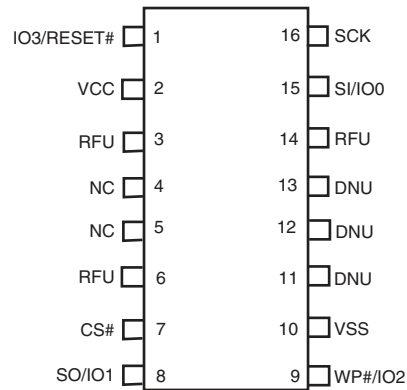 IO3/RESET# 1 16 SCK
VCC 2 15 SI/IO0
RFU 3 14 RFU
NC 4 13 DNU
NC 5 12 DNU
RFU 6 11 DNU
CS# 7 10 VSS
SO/IO1 8 9 WP#/IO2